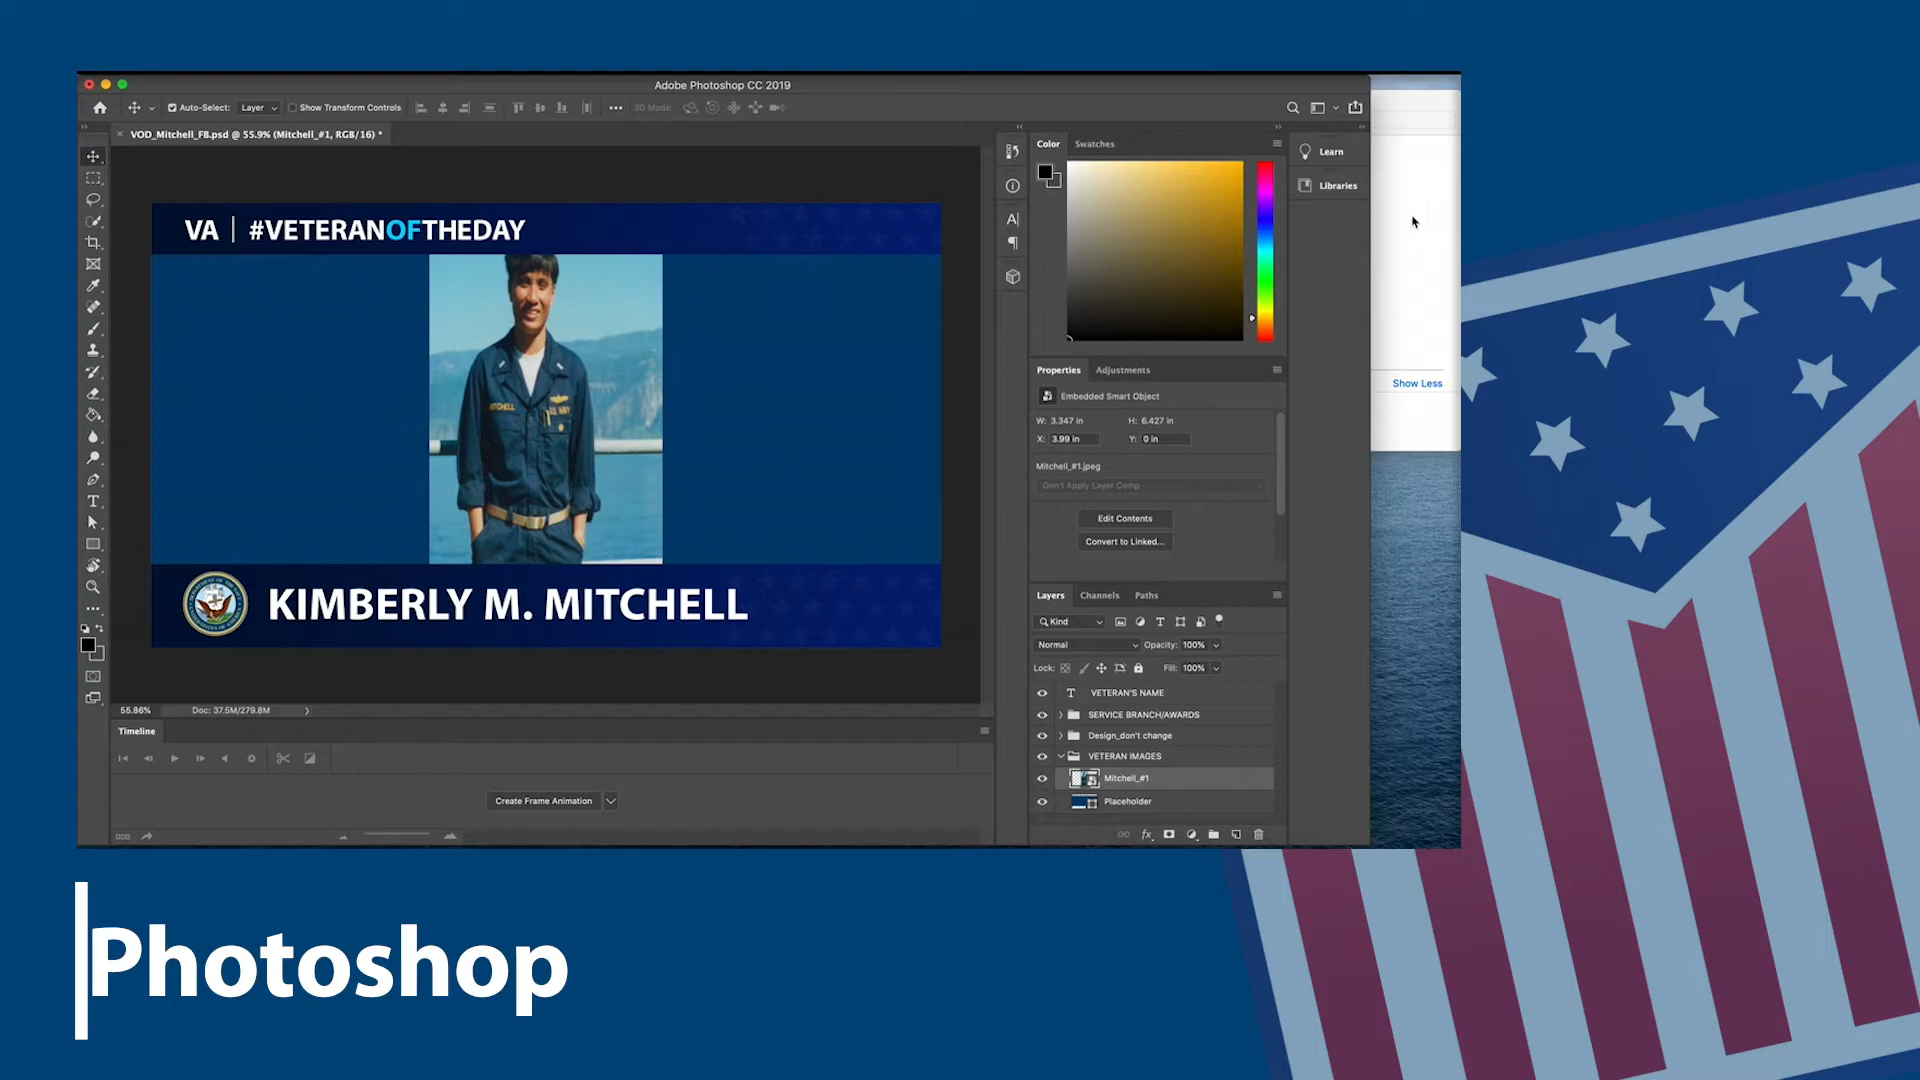 Adobe Photoshop CC 2019
Auto-Select: Layer Show Transform Controls 3D Mode:
VOD_Mitchell_FB.psd @ 55.9% (Mitchell_#1, RGB/16) *
VA | #VETERANOFTHEDAY
MITCHELL
U.S. NAVY
KIMBERLY M. MITCHELL
55.86% Doc: 37.5M/279.8M
Timeline
Create Frame Animation
Color Swatches
Learn
Libraries
Properties Adjustments
Embedded Smart Object
W: 3.347 in H: 6.427 in
X: 3.99 in Y: 0 in
Mitchell_#1.jpeg
Don't Apply Layer Comp
Edit Contents
Convert to Linked...
Layers Channels Paths
Kind
Normal Opacity: 100%
Lock: Fill: 100%
T VETERAN'S NAME
SERVICE BRANCH/AWARDS
Design_don't change
VETERAN IMAGES
Mitchell_#1
Placeholder
fx
Show Less
Photoshop